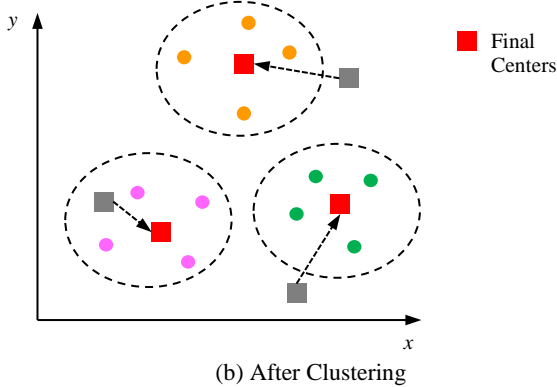 y
Final
Centers
x
(b) After Clustering